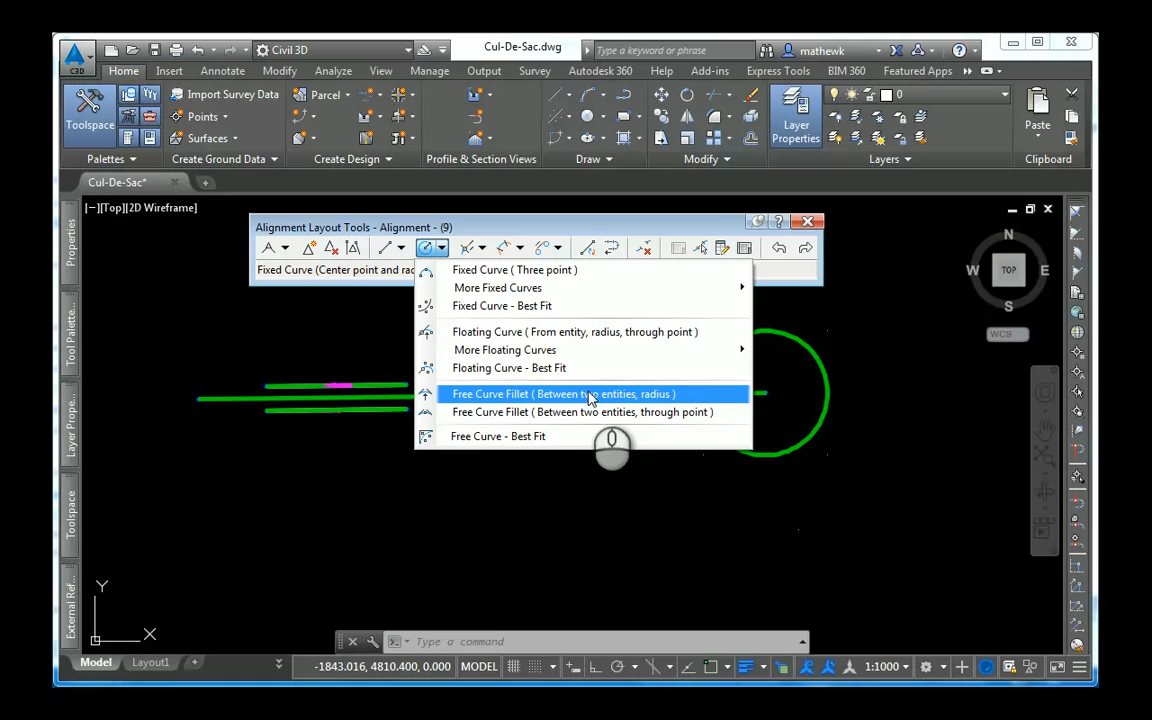 Civil 3D
Cul-De-Sac.dwg
Type a keyword or phrase
mathewk
C3D
Home Insert Annotate Modify Analyze View Manage Output Survey Autodesk 360 Help Add-ins Express Tools BIM 360 Featured Apps
Toolspace
Import Survey Data
Points
Surfaces
Parcel
Layer
Properties
0
Paste
Palettes Create Ground Data Create Design Profile & Section Views Draw Modify Layers Clipboard
Cul-De-Sac*
[−][Top][2D Wireframe]
Alignment Layout Tools - Alignment - (9)
Fixed Curve (Center point and rad
Fixed Curve ( Three point )
More Fixed Curves
Fixed Curve - Best Fit
Floating Curve ( From entity, radius, through point )
More Floating Curves
Floating Curve - Best Fit
Free Curve Fillet ( Between two entities, radius )
Free Curve Fillet ( Between two entities, through point )
Free Curve - Best Fit
N
W TOP E
S
WCS
Properties
Tool Palette...
Layer Prope...
Toolspace
External Ref...
Y
X
Type a command
Model Layout1
-1843.016, 4810.400, 0.000 MODEL
1:1000